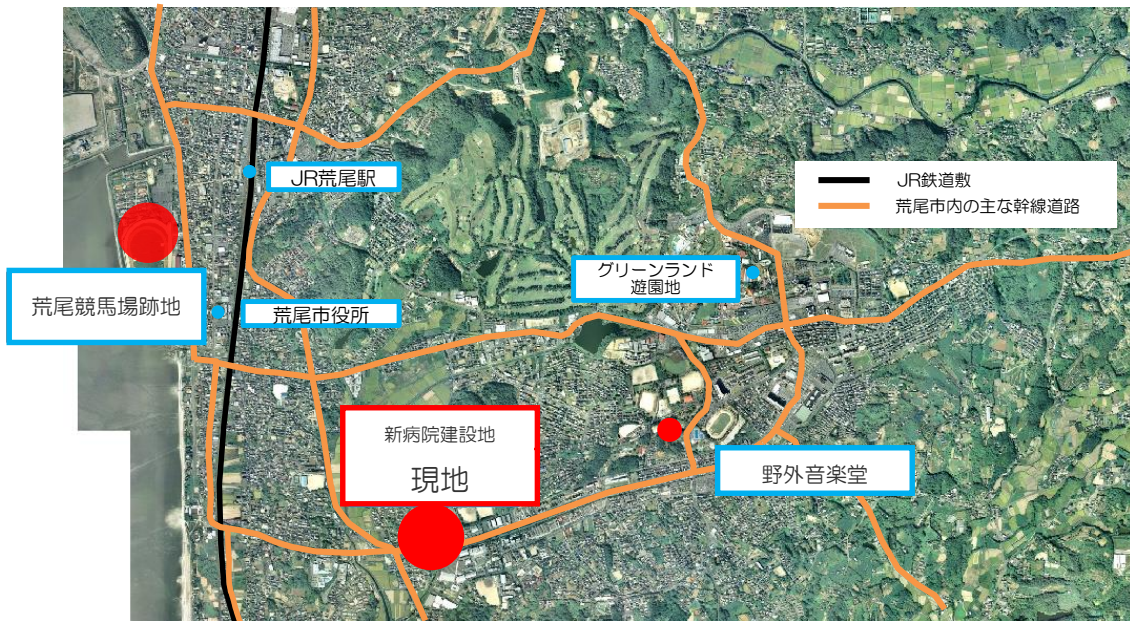 JR荒尾駅
JR鉄道敷
荒尾市内の主な幹線道路
グリーンランド
遊園地
荒尾競馬場跡地
荒尾市役所
新病院建設地
現地
野外音楽堂